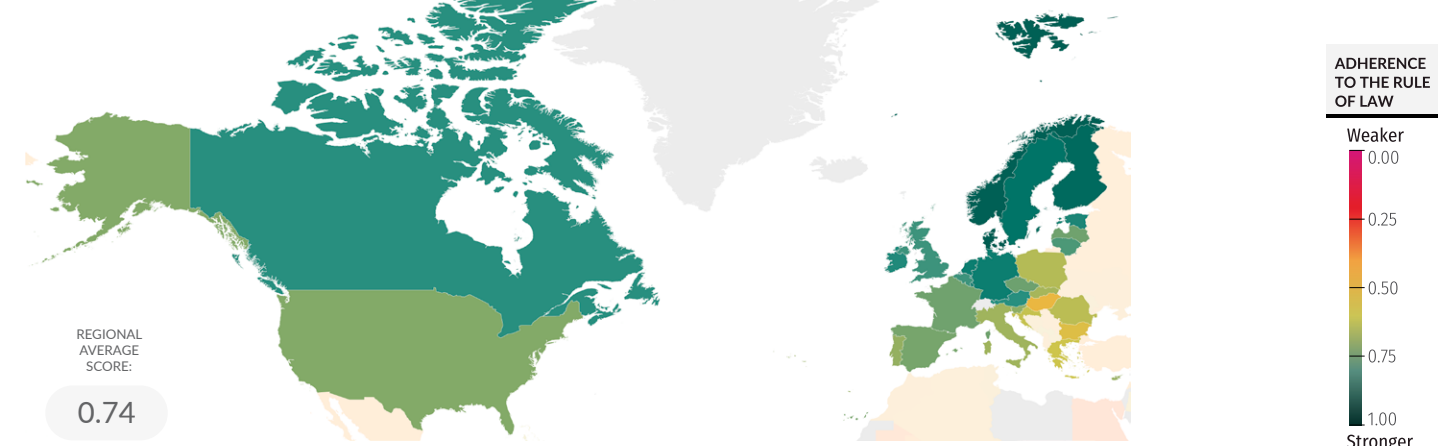 ADHERENCE
TO THE RULE
OF LAW
Weaker
0.00
0.25
0.50
0.75
1.00
Stronger
REGIONAL
AVERAGE
SCORE:
0.74